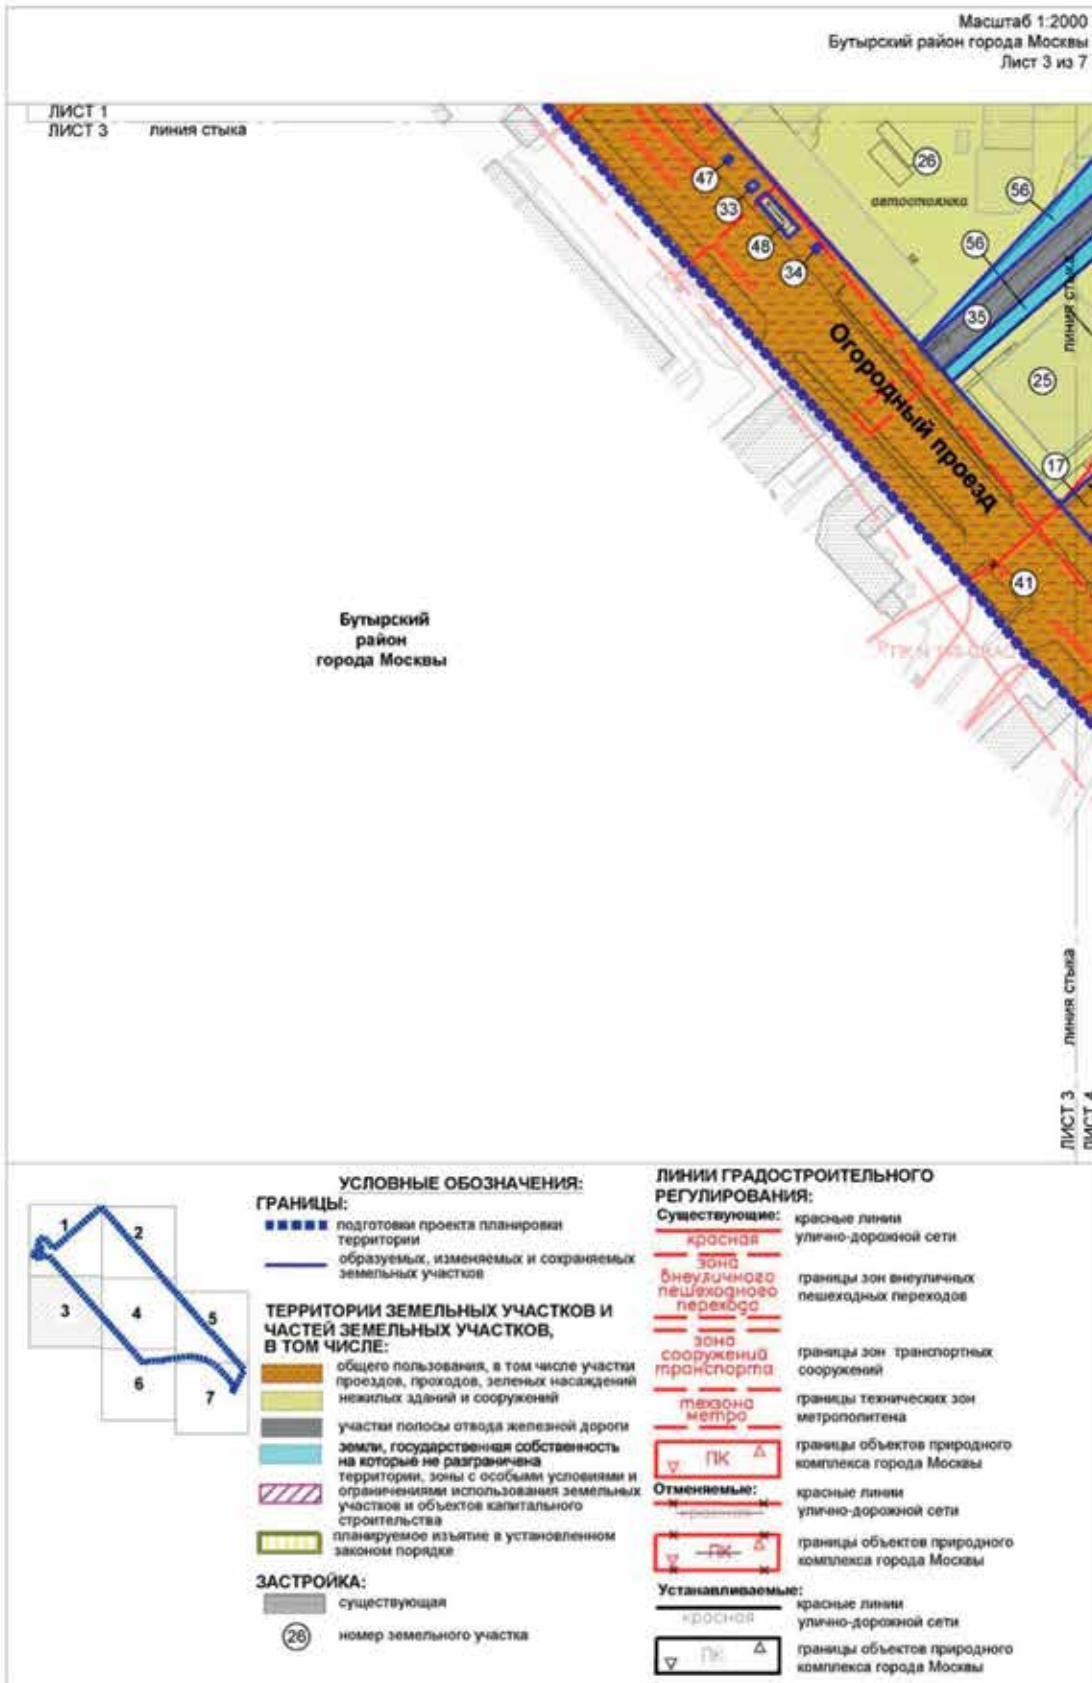 Масштаб 1:2000
Бутырский район города Москвы
Лист 3 из 7
ЛИСТ 1
ЛИСТ 3
линия стыка
47
33
48
34
26
автостоянка
56
56
35
линия стыка
25
17
41
Огородный проезд
Бутырский
район
города Москвы
линия стыка
ЛИСТ 3
ЛИСТ 4
1
2
3
4
5
6
7
УСЛОВНЫЕ ОБОЗНАЧЕНИЯ:
ГРАНИЦЫ:
подготовки проекта планировки
территории
образуемых, изменяемых и сохраняемых
земельных участков
ТЕРРИТОРИИ ЗЕМЕЛЬНЫХ УЧАСТКОВ И
ЧАСТЕЙ ЗЕМЕЛЬНЫХ УЧАСТКОВ,
В ТОМ ЧИСЛЕ:
общего пользования, в том числе участки
проездов, проходов, зеленых насаждений
нежилых зданий и сооружений
участки полосы отвода железной дороги
земли, государственная собственность
на которые не разграничена
территории, зоны с особыми условиями и
ограничениями использования земельных
участков и объектов капитального
строительства
планируемое изъятие в установленном
законом порядке
ЗАСТРОЙКА:
существующая
26
номер земельного участка
ЛИНИИ ГРАДОСТРОИТЕЛЬНОГО
РЕГУЛИРОВАНИЯ:
Существующие:
красная
красные линии
улично-дорожной сети
зона
внеуличного
пешеходного
перехода
границы зон внеуличных
пешеходных переходов
зона
сооружений
транспорта
границы зон транспортных
сооружений
техзона
метро
границы технических зон
метрополитена
ПК
границы объектов природного
комплекса города Москвы
Отменяемые:
красная
красные линии
улично-дорожной сети
ПК
границы объектов природного
комплекса города Москвы
Устанавливаемые:
красная
красные линии
улично-дорожной сети
ПК
границы объектов природного
комплекса города Москвы